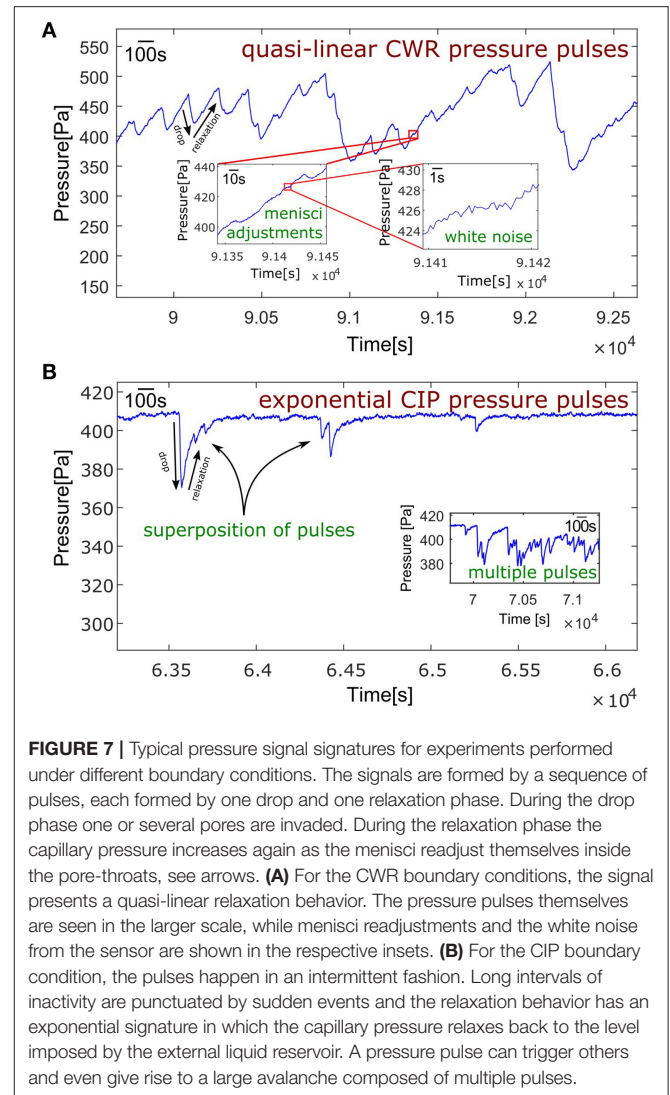 A
100s
quasi-linear CWR pressure pulses
550
500
450
400
350
300
250
200
150
Pressure[Pa]
drop
relaxation
440
420
400
Pressure[Pa]
10s
menisci
adjustments
9.135
9.14
9.145
Time[s]
× 10⁴
430
428
426
424
Pressure[Pa]
1s
white noise
9.141
9.142
Time[s]
× 10⁴
9
9.05
9.1
9.15
9.2
9.25
Time[s]
×10⁴
B
100s
exponential CIP pressure pulses
420
400
380
360
340
320
300
Pressure[Pa]
drop
relaxation
superposition of pulses
420
400
380
Pressure [Pa]
100s
multiple pulses
7
7.05
7.1
Time [s]
×10⁴
6.35
6.4
6.45
6.5
6.55
6.6
Time[s]
×10⁴
FIGURE 7 | Typical pressure signal signatures for experiments performed
under different boundary conditions. The signals are formed by a sequence of
pulses, each formed by one drop and one relaxation phase. During the drop
phase one or several pores are invaded. During the relaxation phase the
capillary pressure increases again as the menisci readjust themselves inside
the pore-throats, see arrows. (A) For the CWR boundary conditions, the signal
presents a quasi-linear relaxation behavior. The pressure pulses themselves
are seen in the larger scale, while menisci readjustments and the white noise
from the sensor are shown in the respective insets. (B) For the CIP boundary
condition, the pulses happen in an intermittent fashion. Long intervals of
inactivity are punctuated by sudden events and the relaxation behavior has an
exponential signature in which the capillary pressure relaxes back to the level
imposed by the external liquid reservoir. A pressure pulse can trigger others
and even give rise to a large avalanche composed of multiple pulses.